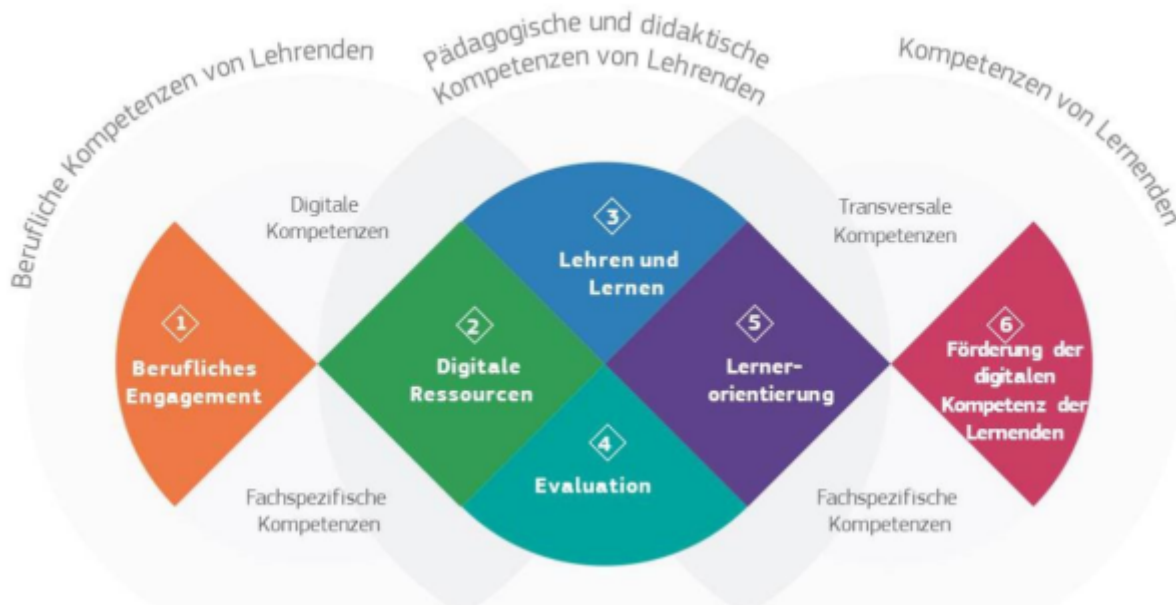 Berufliche Kompetenzen von Lehrenden
Pädagogische und didaktische
Kompetenzen von Lehrenden
Kompetenzen von Lernenden
Digitale
Kompetenzen
Transversale
Kompetenzen
1
Berufliches
Engagement
2
Digitale
Ressourcen
3
Lehren und
Lernen
4
Evaluation
5
Lerner-
orientierung
6
Förderung der
digitalen
Kompetenz der
Lernenden
Fachspezifische
Kompetenzen
Fachspezifische
Kompetenzen